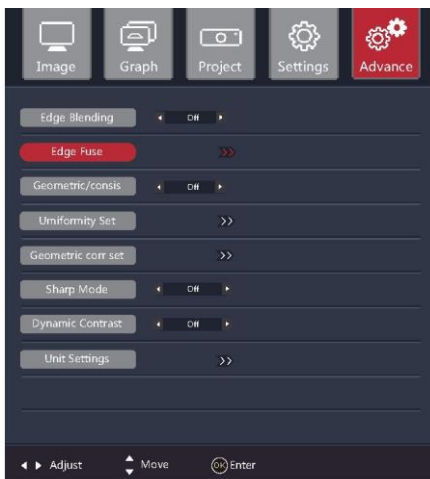 Image Graph Project Settings Advance
Edge Blending Off
Edge Fuse >>>
Geometric/consis Off
Umiformity Set >>
Geometric corr set >>
Sharp Mode Off
Dynamic Contrast Off
Unit Settings >>
Adjust Move OK Enter